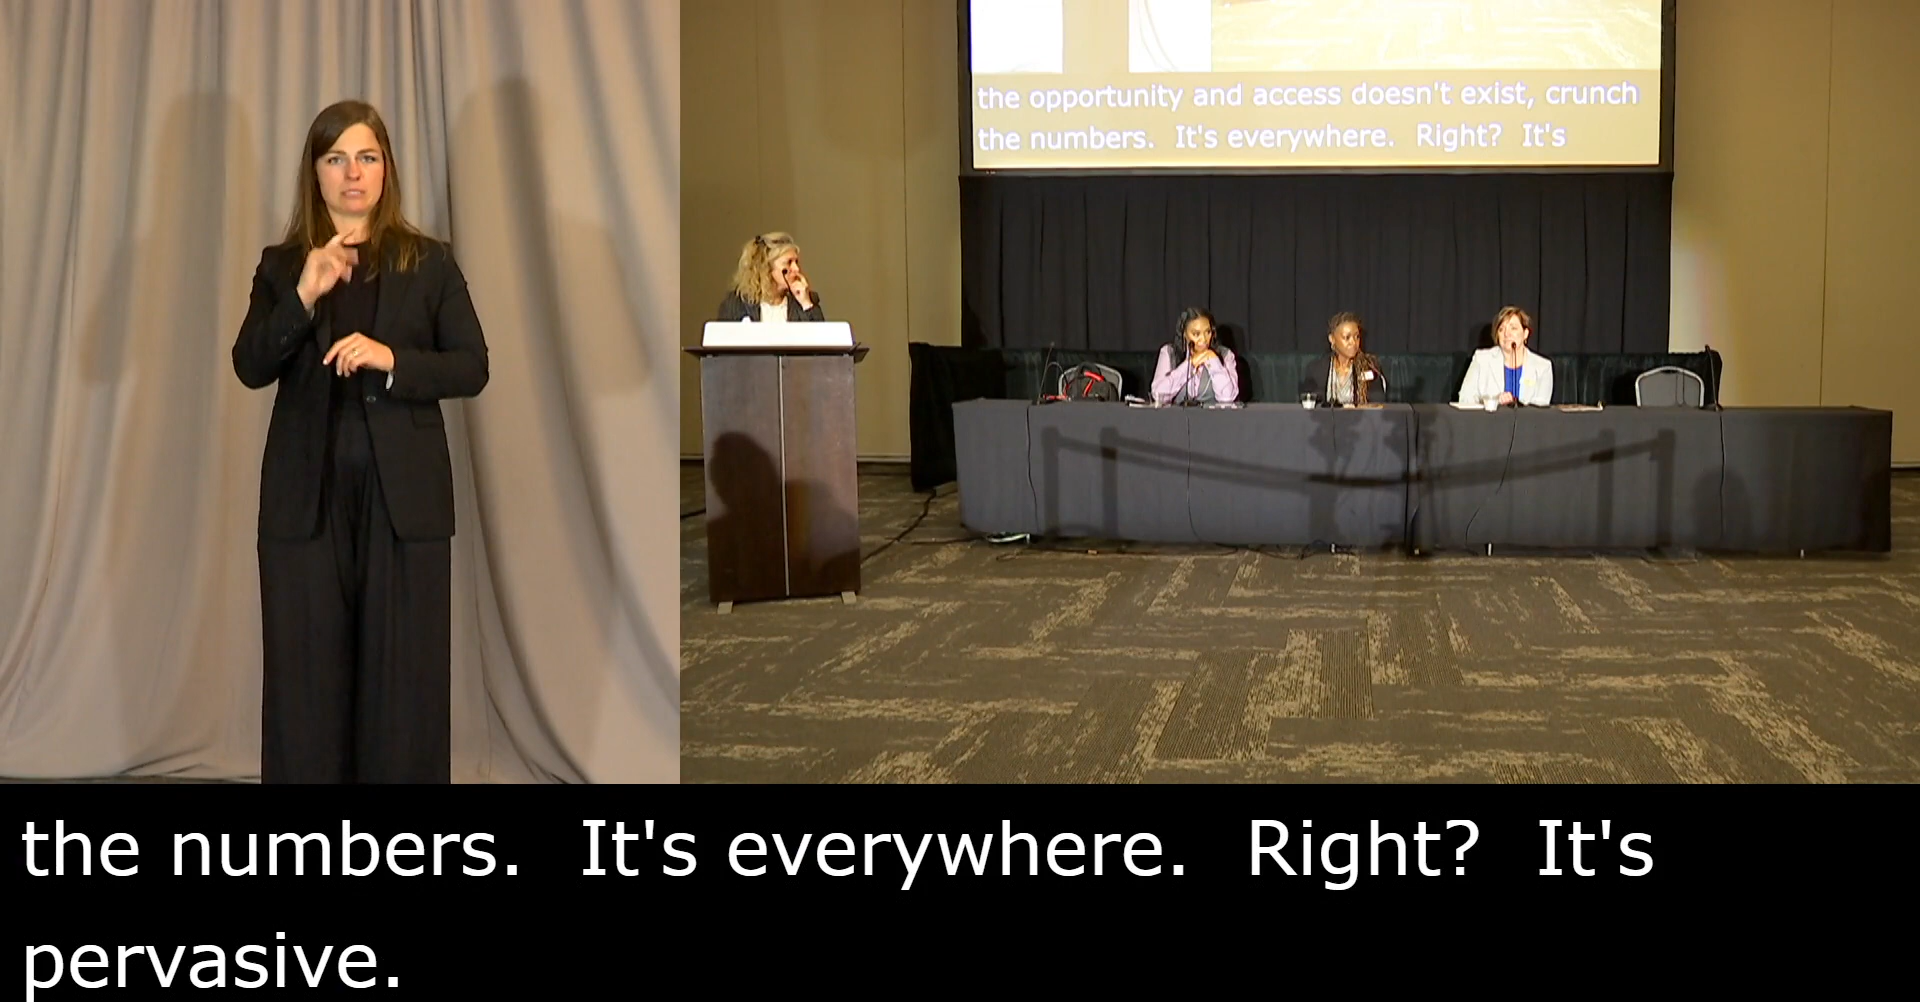 the opportunity and access doesn't exist, crunch
the numbers.  It's everywhere.  Right?  It's
the numbers.  It's everywhere.  Right?  It's
pervasive.